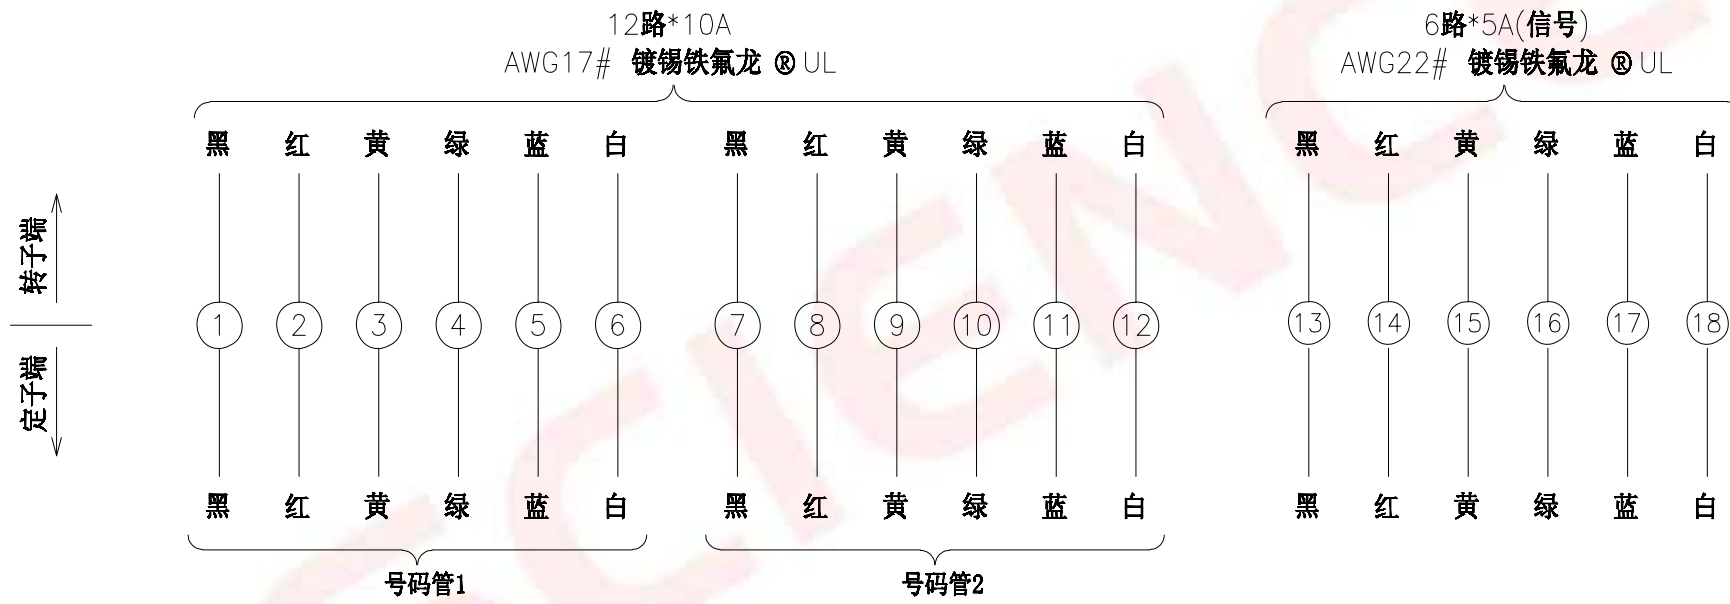 12路*10A
AWG17# 镀锡铁氟龙 ® UL
6路*5A(信号)
AWG22# 镀锡铁氟龙 ® UL
黑 红 黄 绿 蓝 白 黑 红 黄 绿 蓝 白 黑 红 黄 绿 蓝 白
转子端
1 2 3 4 5 6 7 8 9 10 11 12 13 14 15 16 17 18
定子端
黑 红 黄 绿 蓝 白 黑 红 黄 绿 蓝 白 黑 红 黄 绿 蓝 白
号码管1 号码管2